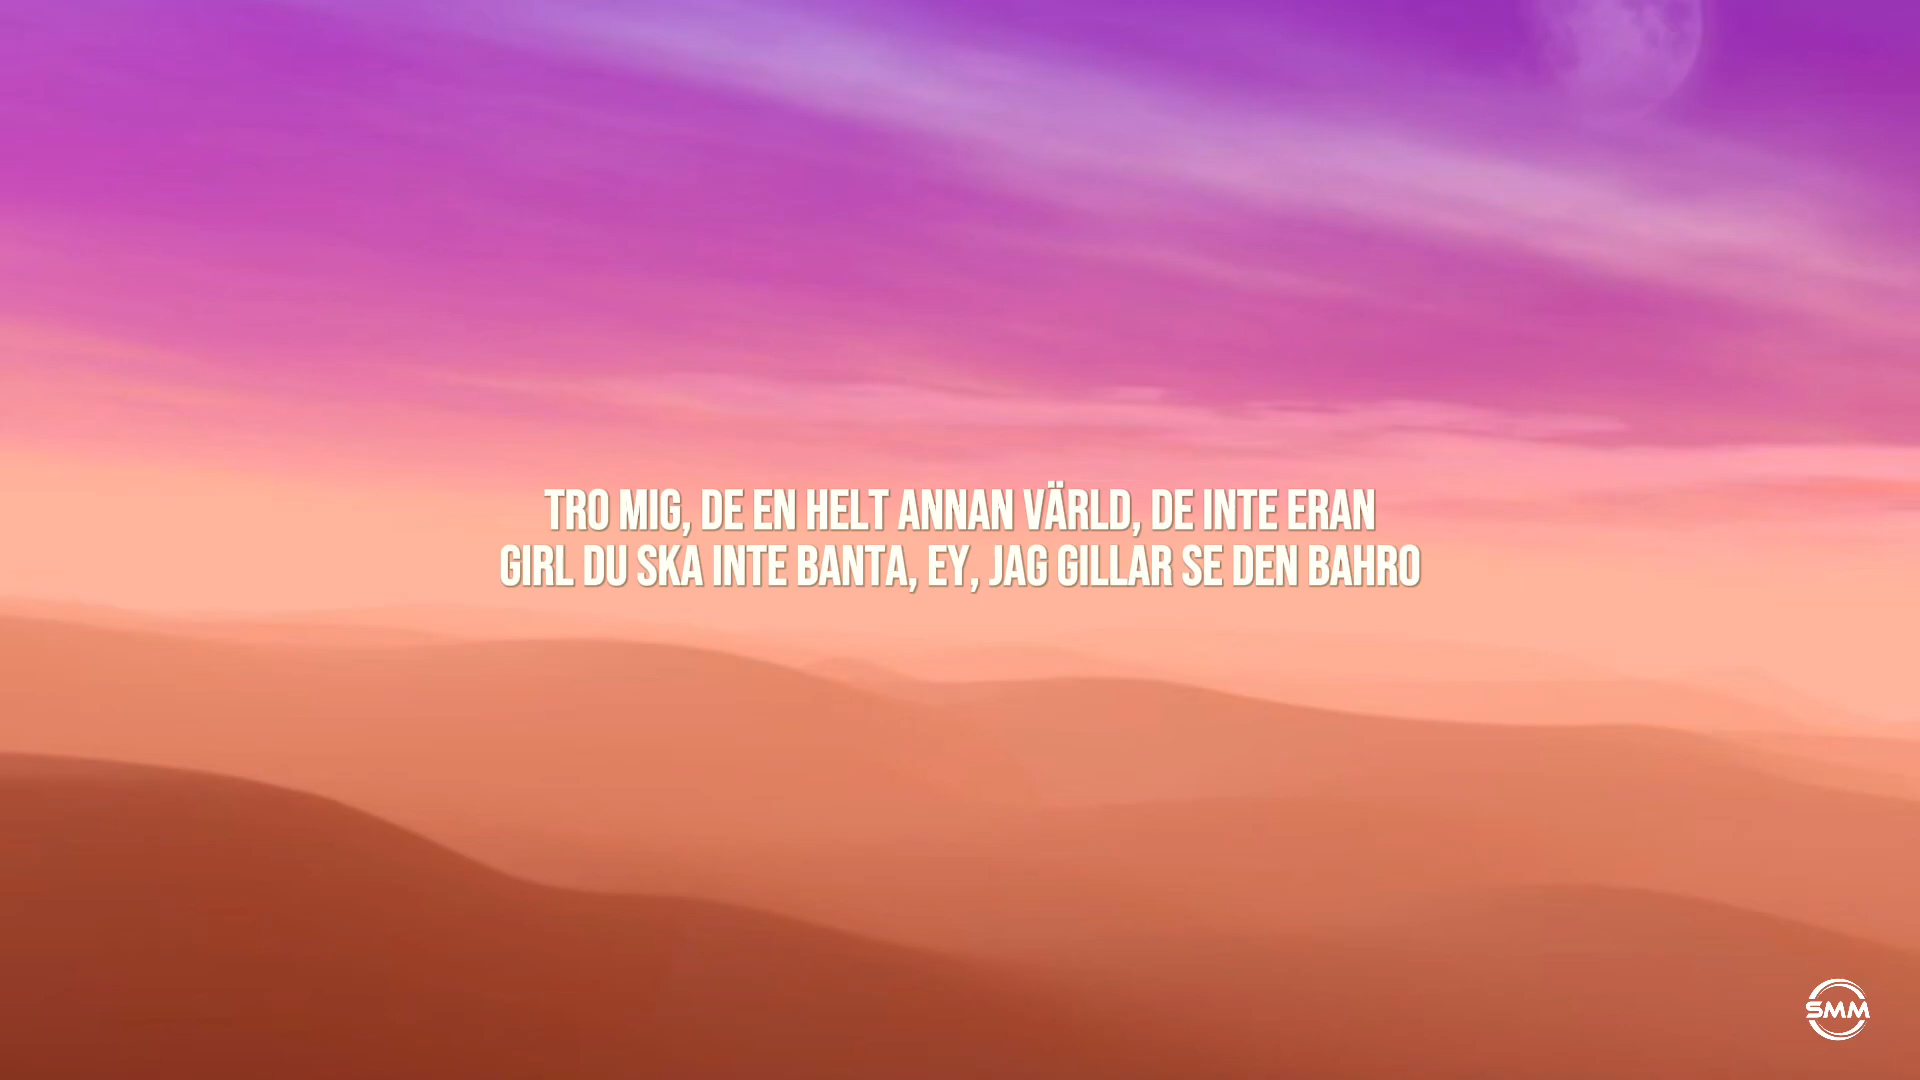 TRO MIG, DE EN HELT ANNAN VÄRLD, DE INTE ERAN
GIRL DU SKA INTE BANTA, EY, JAG GILLAR SE DEN BAHRO
SMM